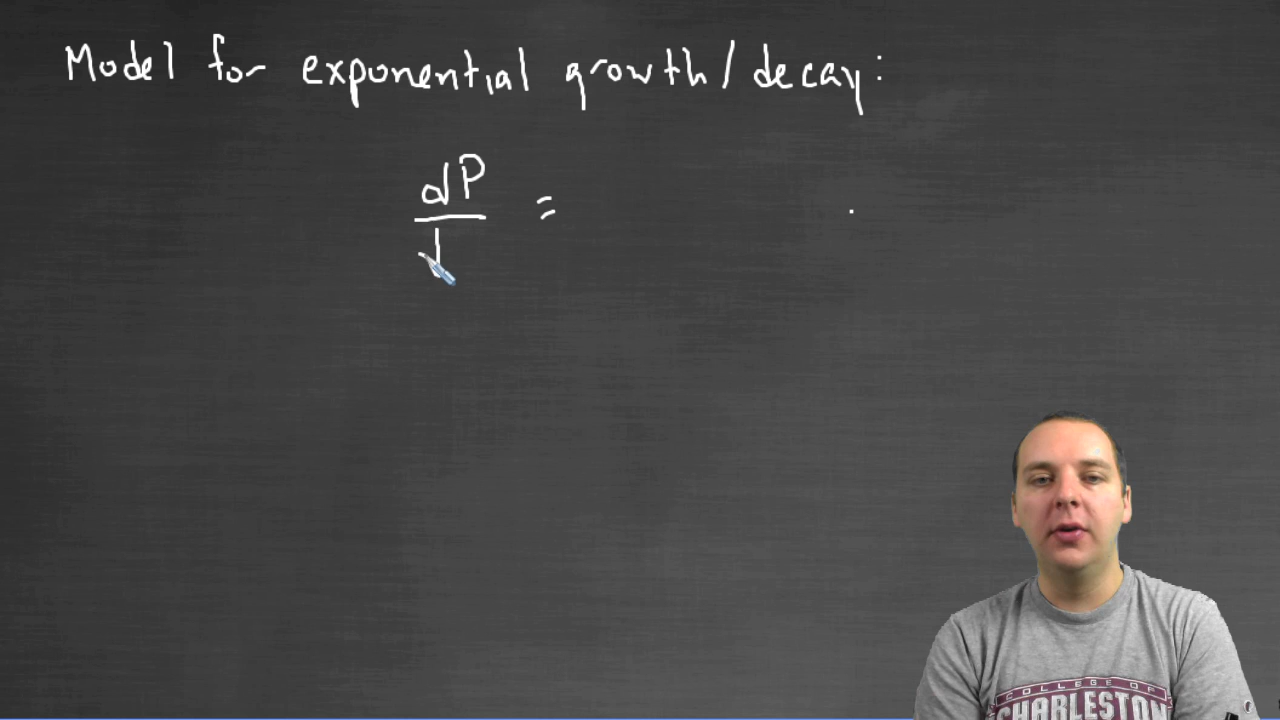 Model for exponential growth/decay:
dP
=
d
COLLEGE OF
CHARLESTON